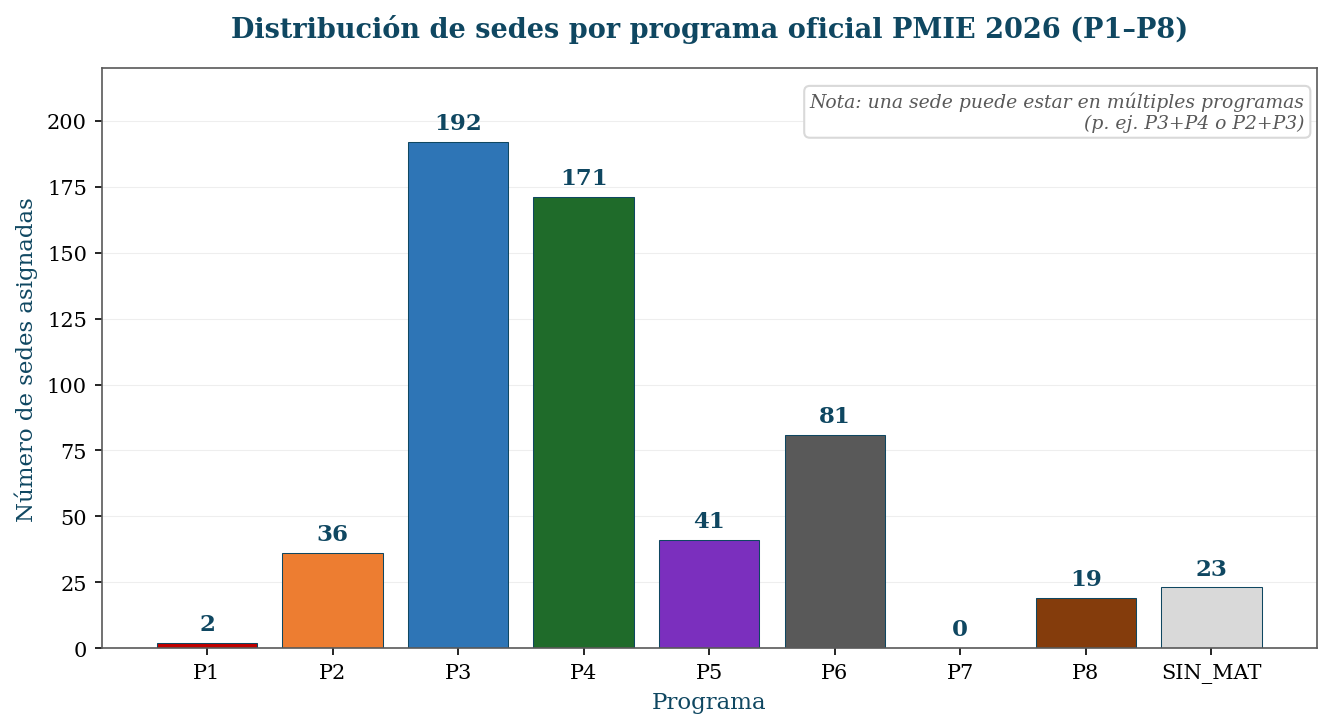 Distribución de sedes por programa oficial PMIE 2026 (P1–P8)
Nota: una sede puede estar en múltiples programas
(p. ej. P3+P4 o P2+P3)
Número de sedes asignadas
200
175
150
125
100
75
50
25
0
2
36
192
171
41
81
0
19
23
P1
P2
P3
P4
P5
P6
P7
P8
SIN_MAT
Programa